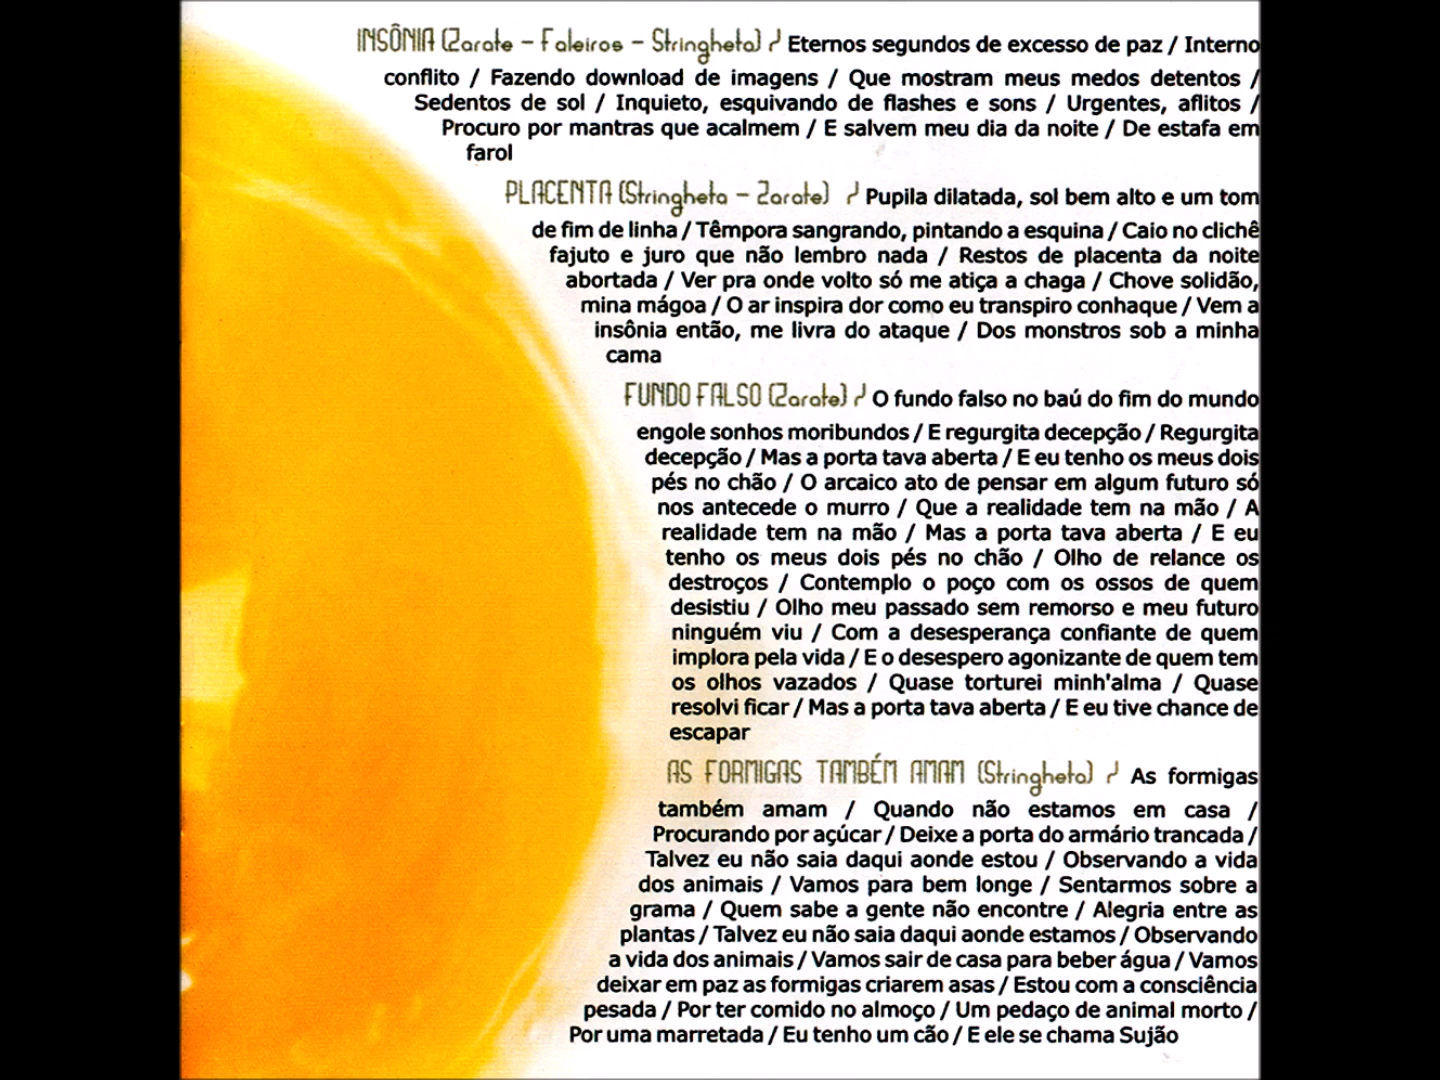 INSÔNIA (Zarate - Faleiros - Stringheta) / Eternos segundos de excesso de paz / Interno
conflito / Fazendo download de imagens / Que mostram meus medos detentos /
Sedentos de sol / Inquieto, esquivando de flashes e sons / Urgentes, aflitos /
Procuro por mantras que acalmem / E salvem meu dia da noite / De estafa em
farol
PLACENTA (Stringheta - Zarate) / Pupila dilatada, sol bem alto e um tom
de fim de linha / Têmpora sangrando, pintando a esquina / Caio no clichê
fajuto e juro que não lembro nada / Restos de placenta da noite
abortada / Ver pra onde volto só me atiça a chaga / Chove solidão,
mina mágoa / O ar inspira dor como eu transpiro conhaque / Vem a
insônia então, me livra do ataque / Dos monstros sob a minha
cama
FUNDO FALSO (Zarate) / O fundo falso no baú do fim do mundo
engole sonhos moribundos / E regurgita decepção / Regurgita
decepção / Mas a porta tava aberta / E eu tenho os meus dois
pés no chão / O arcaico ato de pensar em algum futuro só
nos antecede o murro / Que a realidade tem na mão / A
realidade tem na mão / Mas a porta tava aberta / E eu
tenho os meus dois pés no chão / Olho de relance os
destroços / Contemplo o poço com os ossos de quem
desistiu / Olho meu passado sem remorso e meu futuro
ninguém viu / Com a desesperança confiante de quem
implora pela vida / E o desespero agonizante de quem tem
os olhos vazados / Quase torturei minh'alma / Quase
resolvi ficar / Mas a porta tava aberta / E eu tive chance de
escapar
AS FORMIGAS TAMBÉM AMAM (Stringheta) / As formigas
também amam / Quando não estamos em casa /
Procurando por açúcar / Deixe a porta do armário trancada /
Talvez eu não saia daqui aonde estou / Observando a vida
dos animais / Vamos para bem longe / Sentarmos sobre a
grama / Quem sabe a gente não encontre / Alegria entre as
plantas / Talvez eu não saia daqui aonde estamos / Observando
a vida dos animais / Vamos sair de casa para beber água / Vamos
deixar em paz as formigas criarem asas / Estou com a consciência
pesada / Por ter comido no almoço / Um pedaço de animal morto /
Por uma marretada / Eu tenho um cão / E ele se chama Sujão